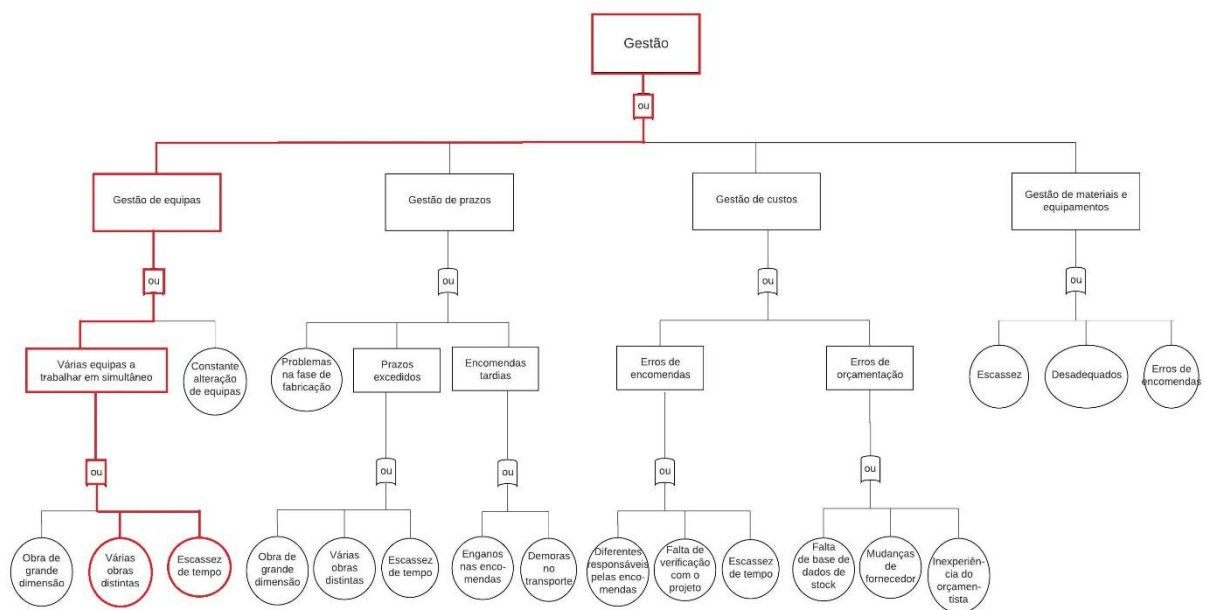 Gestão
ou
Gestão de equipas
Gestão de prazos
Gestão de custos
Gestão de materiais e
equipamentos
ou
ou
ou
ou
Várias equipas a
trabalhar em simultâneo
Constante
alteração
de equipas
Problemas
na fase de
fabricação
Prazos
excedidos
Encomendas
tardias
Erros de
encomendas
Erros de
orçamentação
Escassez
Desadequados
Erros de
encomendas
ou
ou
ou
ou
ou
Obra de
grande
dimensão
Várias
obras
distintas
Escassez
de tempo
Obra de
grande
dimensão
Várias
obras
distintas
Escassez
de tempo
Enganos
nas enco-
mendas
Demoras
no
transporte
Diferentes
responsáveis
pelas enco-
mendas
Falta de
verificação
com o
projeto
Escassez
de tempo
Falta
de base de
dados de
stock
Mudanças
de
fornecedor
Inexperiên-
cia do
orçamen-
tista